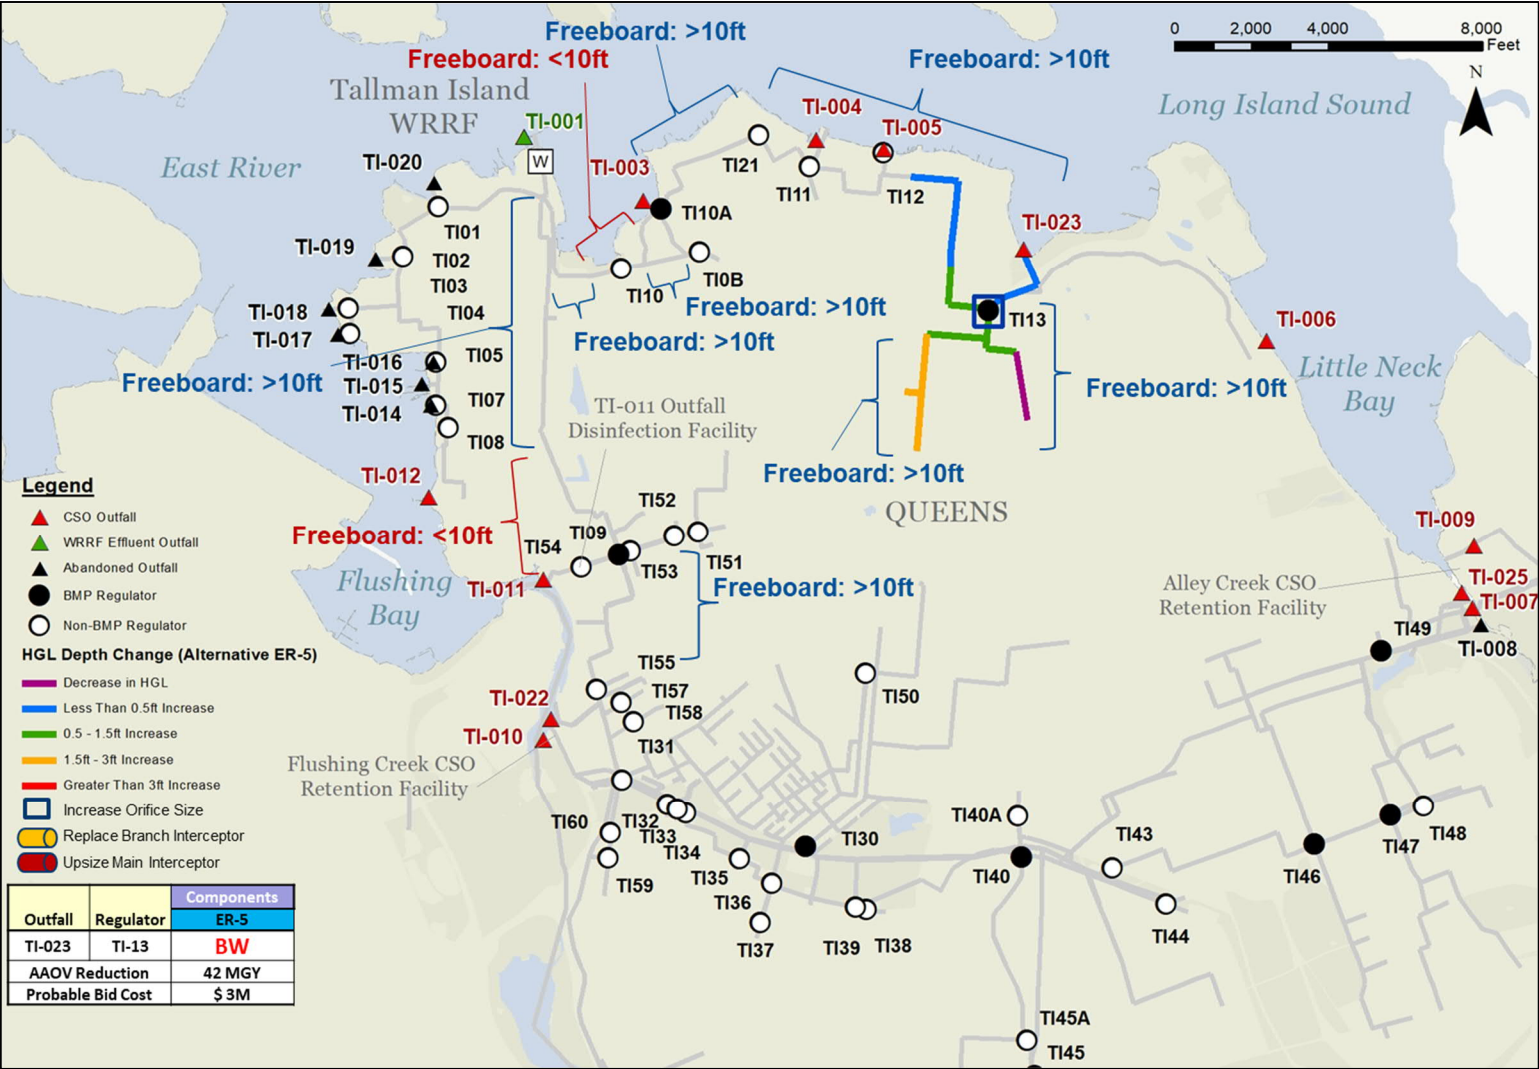 Freeboard: >10ft
Freeboard: <10ft
Freeboard: >10ft
0 2,000 4,000 8,000
Feet
N
Tallman Island
WRRF
Long Island Sound
East River
TI-001
W
TI-004
TI-005
TI-020
TI-003
TI21
TI11
TI12
TI10A
TI-023
TI01
TI-019
TI02
TI03
TI0B
TI10
TI-018
TI04
Freeboard: >10ft
TI13
TI-006
TI-017
Freeboard: >10ft
TI-016
TI05
TI-015
Freeboard: >10ft
Little Neck
Bay
Freeboard: >10ft
TI-014
TI07
TI-011 Outfall
Disinfection Facility
TI08
TI-012
Freeboard: >10ft
QUEENS
Legend
CSO Outfall
WRRF Effluent Outfall
Abandoned Outfall
BMP Regulator
Non-BMP Regulator
HGL Depth Change (Alternative ER-5)
Decrease in HGL
Less Than 0.5ft Increase
0.5 - 1.5ft Increase
1.5ft - 3ft Increase
Greater Than 3ft Increase
Increase Orifice Size
Replace Branch Interceptor
Upsize Main Interceptor
Freeboard: <10ft
TI52
TI09
TI54
TI53
TI51
TI-011
Flushing
Bay
Freeboard: >10ft
TI-009
Alley Creek CSO
Retention Facility
TI-025
TI-007
TI49
TI-008
TI55
TI57
TI58
TI50
TI-022
TI-010
TI31
Flushing Creek CSO
Retention Facility
TI60
TI32
TI33
TI34
TI30
TI40A
TI43
TI48
TI47
TI59
TI35
TI36
TI40
TI46
TI37
TI39
TI38
TI44
TI45A
TI45
Components
Outfall Regulator ER-5
TI-023 TI-13 BW
AAOV Reduction 42 MGY
Probable Bid Cost $ 3M